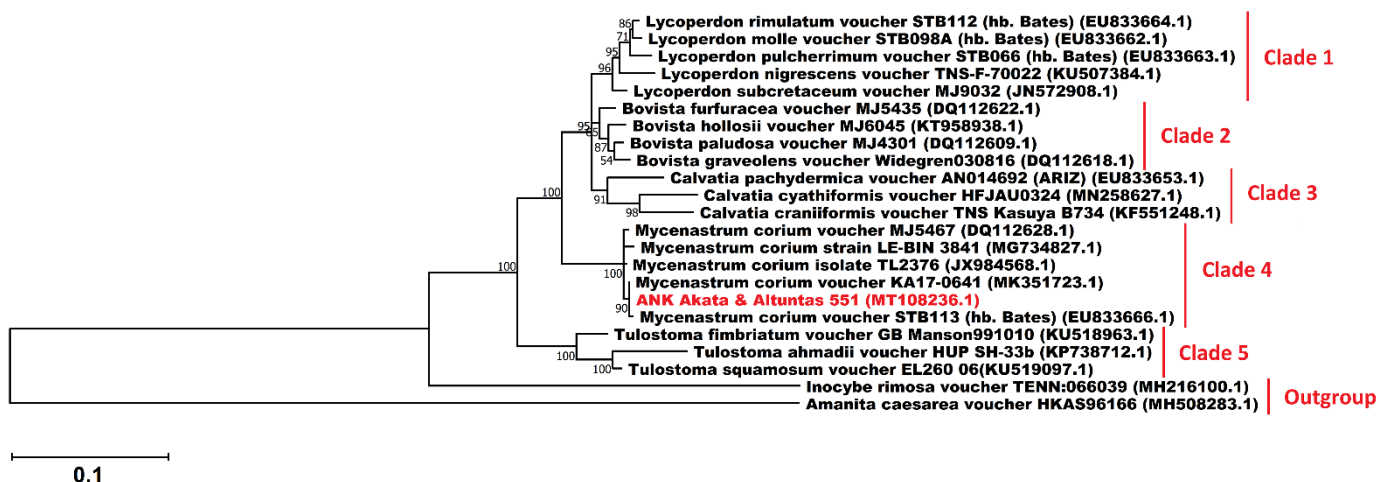 Lycoperdon rimulatum voucher STB112 (hb. Bates) (EU833664.1)
Lycoperdon molle voucher STB098A (hb. Bates) (EU833662.1)
Lycoperdon pulcherrimum voucher STB066 (hb. Bates) (EU833663.1)
Lycoperdon nigrescens voucher TNS-F-70022 (KU507384.1)
Lycoperdon subcretaceum voucher MJ9032 (JN572908.1)
Clade 1
Bovista furfuracea voucher MJ5435 (DQ112622.1)
Bovista hollosii voucher MJ6045 (KT958938.1)
Bovista paludosa voucher MJ4301 (DQ112609.1)
Bovista graveolens voucher Widegren030816 (DQ112618.1)
Clade 2
Calvatia pachydermica voucher AN014692 (ARIZ) (EU833653.1)
Calvatia cyathiformis voucher HFJAU0324 (MN258627.1)
Calvatia craniiformis voucher TNS Kasuya B734 (KF551248.1)
Clade 3
Mycenastrum corium voucher MJ5467 (DQ112628.1)
Mycenastrum corium strain LE-BIN 3841 (MG734827.1)
Mycenastrum corium isolate TL2376 (JX984568.1)
Mycenastrum corium voucher KA17-0641 (MK351723.1)
ANK Akata & Altuntas 551 (MT108236.1)
Mycenastrum corium voucher STB113 (hb. Bates) (EU833666.1)
Clade 4
Tulostoma fimbriatum voucher GB Manson991010 (KU518963.1)
Tulostoma ahmadii voucher HUP SH-33b (KP738712.1)
Tulostoma squamosum voucher EL260 06(KU519097.1)
Clade 5
Inocybe rimosa voucher TENN:066039 (MH216100.1)
Amanita caesarea voucher HKAS96166 (MH508283.1)
Outgroup
86
71
95
96
95
65
87
54
91
98
100
100
90
100
100
100
0.1